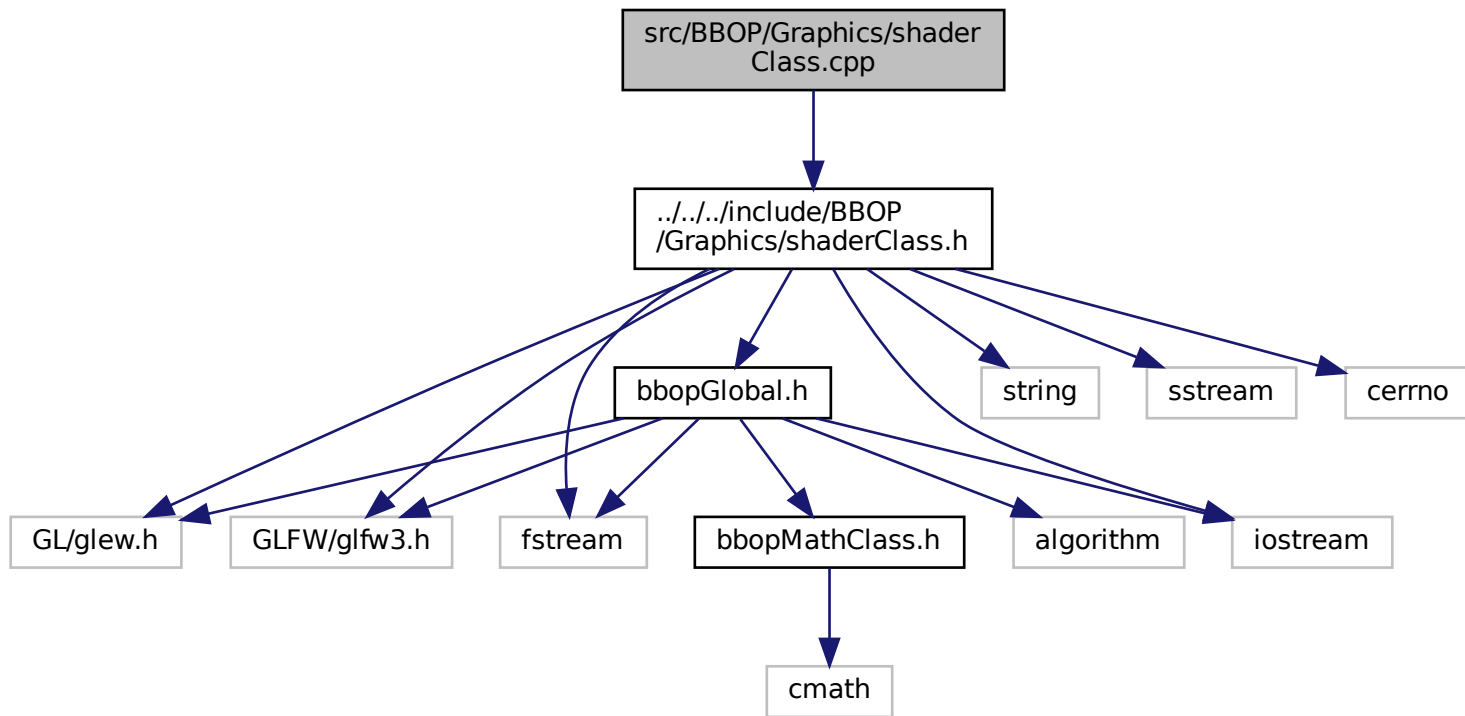 src/BBOP/Graphics/shader
Class.cpp
../../../include/BBOP
/Graphics/shaderClass.h
bbopGlobal.h
string
sstream
cerrno
GL/glew.h
GLFW/glfw3.h
fstream
bbopMathClass.h
algorithm
iostream
cmath